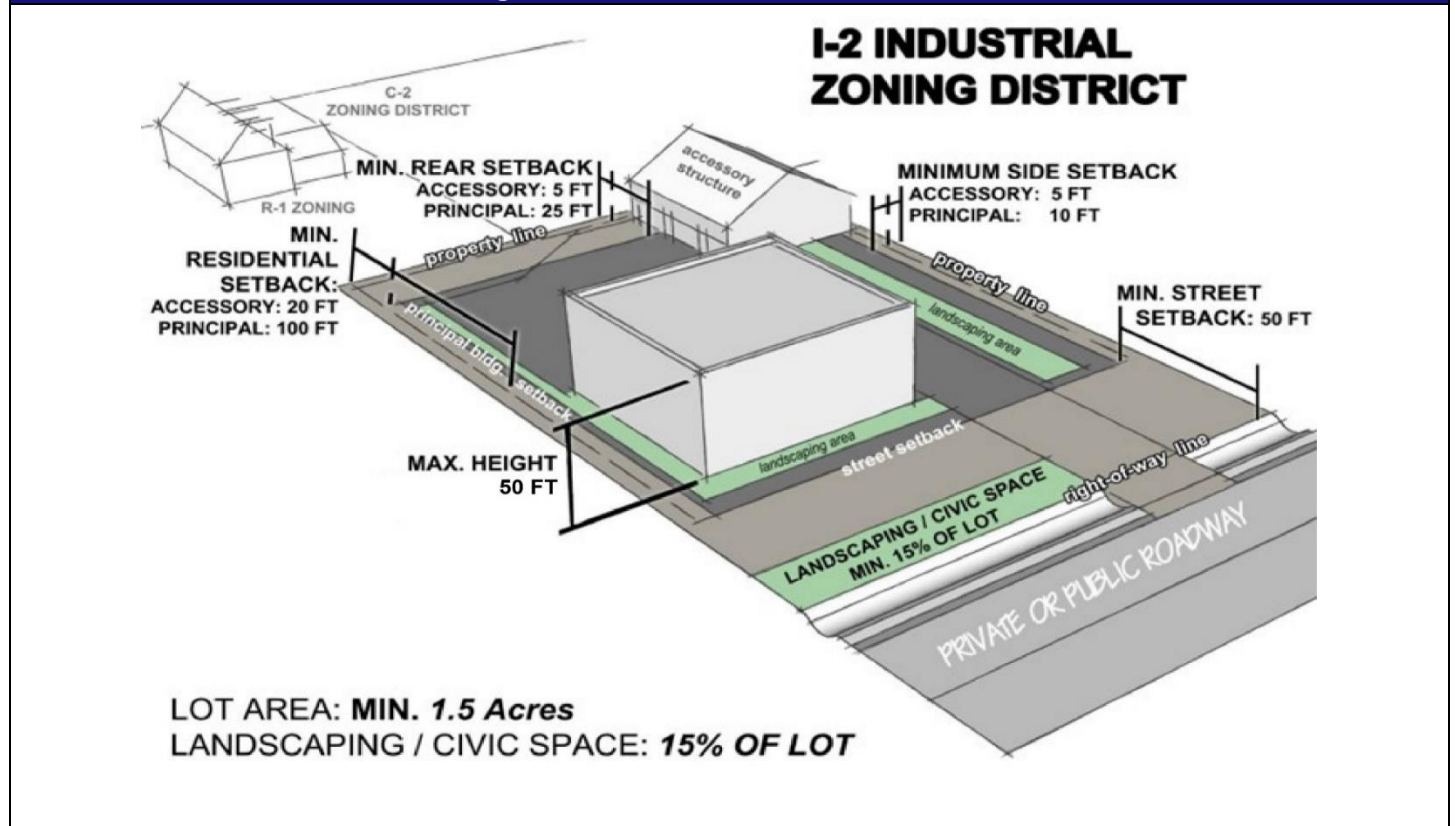 I-2 INDUSTRIAL
ZONING DISTRICT
C-2
ZONING DISTRICT
R-1 ZONING
accessory
structure
MIN. REAR SETBACK
ACCESSORY: 5 FT
PRINCIPAL: 25 FT
MINIMUM SIDE SETBACK
ACCESSORY: 5 FT
PRINCIPAL: 10 FT
MIN.
RESIDENTIAL
SETBACK:
ACCESSORY: 20 FT
PRINCIPAL: 100 FT
property line
property line
MIN. STREET
SETBACK: 50 FT
landscaping area
principal bldg. setback
MAX. HEIGHT
50 FT
landscaping area
street setback
right-of-way line
LANDSCAPING / CIVIC SPACE
MIN. 15% OF LOT
PRIVATE OR PUBLIC ROADWAY
LOT AREA: MIN. 1.5 Acres
LANDSCAPING / CIVIC SPACE: 15% OF LOT